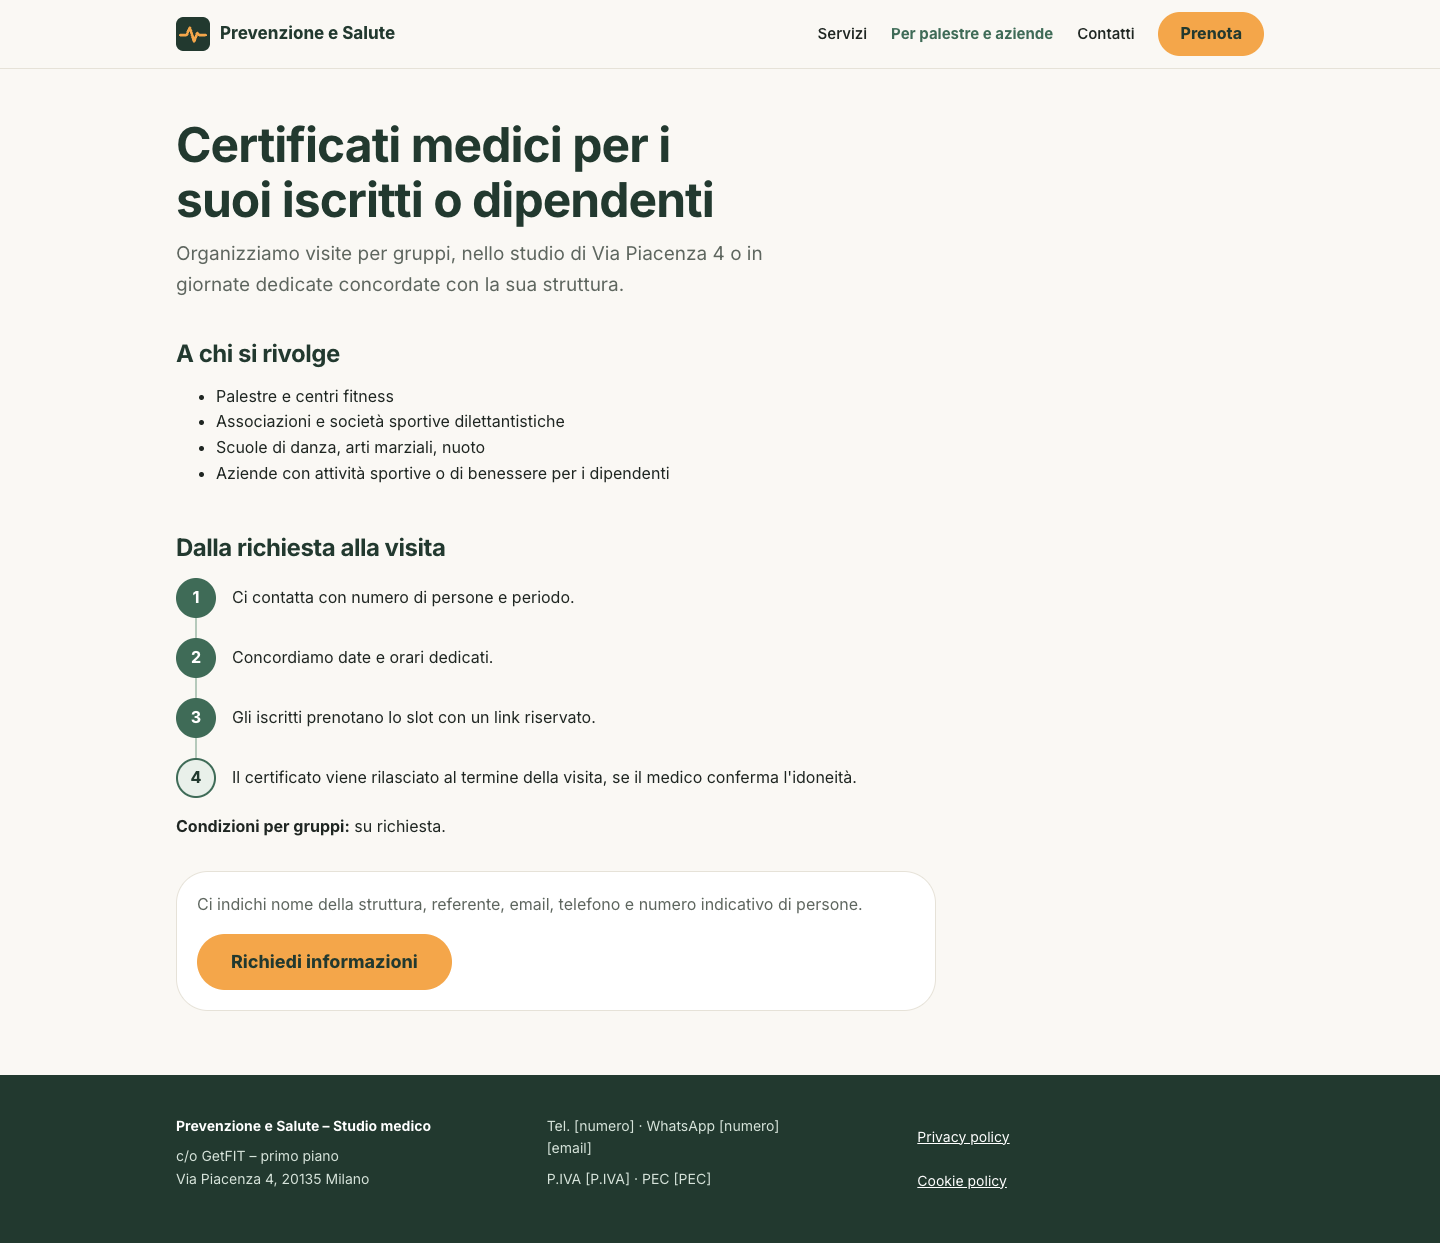 Prevenzione e Salute
Servizi
Per palestre e aziende
Contatti
Prenota
Certificati medici per i
suoi iscritti o dipendenti
Organizziamo visite per gruppi, nello studio di Via Piacenza 4 o in
giornate dedicate concordate con la sua struttura.
A chi si rivolge
• Palestre e centri fitness
• Associazioni e società sportive dilettantistiche
• Scuole di danza, arti marziali, nuoto
• Aziende con attività sportive o di benessere per i dipendenti
Dalla richiesta alla visita
1 Ci contatta con numero di persone e periodo.
2 Concordiamo date e orari dedicati.
3 Gli iscritti prenotano lo slot con un link riservato.
4 Il certificato viene rilasciato al termine della visita, se il medico conferma l'idoneità.
Condizioni per gruppi: su richiesta.
Ci indichi nome della struttura, referente, email, telefono e numero indicativo di persone.
Richiedi informazioni
Prevenzione e Salute – Studio medico
c/o GetFIT – primo piano
Via Piacenza 4, 20135 Milano
Tel. [numero] · WhatsApp [numero]
[email]
P.IVA [P.IVA] · PEC [PEC]
Privacy policy
Cookie policy